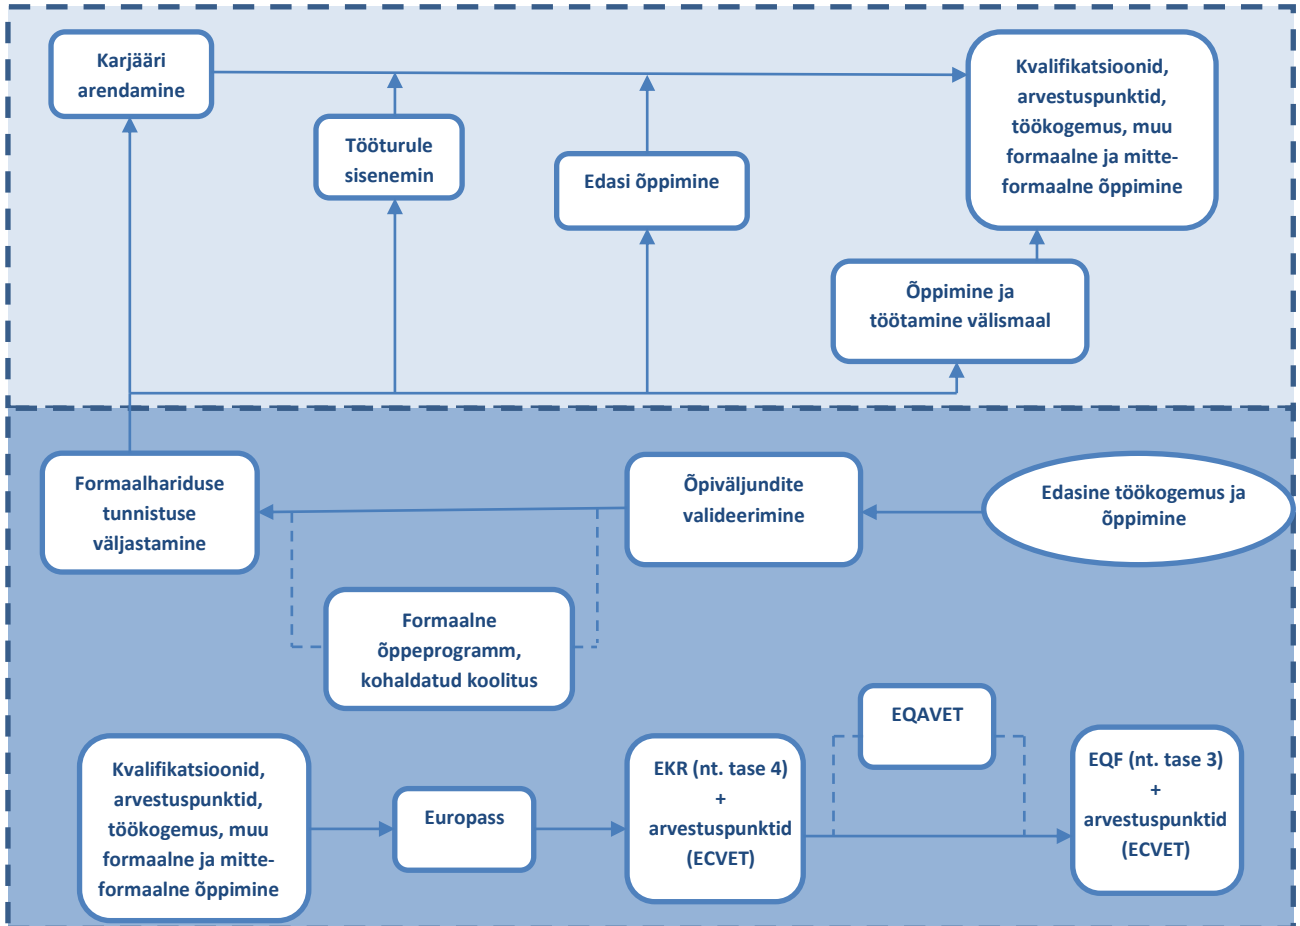 Karjääri
arendamine
Tööturule
sisenemin
Edasi õppimine
Kvalifikatsioonid,
arvestuspunktid,
töökogemus, muu
formaalne ja mitte-
formaalne õppimine
Õppimine ja
töötamine välismaal
Formaalhariduse
tunnistuse
väljastamine
Õpiväljundite
valideerimine
Edasine töökogemus ja
õppimine
Formaalne
õppeprogramm,
kohaldatud koolitus
EQAVET
Kvalifikatsioonid,
arvestuspunktid,
töökogemus, muu
formaalne ja mitte-
formaalne õppimine
Europass
EKR (nt. tase 4)
+
arvestuspunktid
(ECVET)
EQF (nt. tase 3)
+
arvestuspunktid
(ECVET)